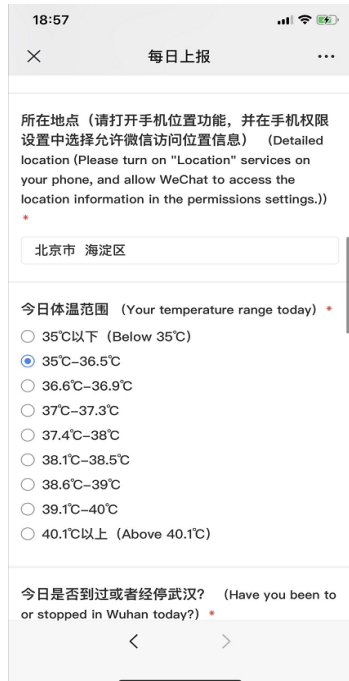 18:57
每日上报
所在地点（请打开手机位置功能，并在手机权限
设置中选择允许微信访问位置信息） (Detailed
location (Please turn on "Location" services on
your phone, and allow WeChat to access the
location information in the permissions settings.))
*
北京市 海淀区
今日体温范围 （Your temperature range today）*
35℃以下（Below 35℃）
35℃-36.5℃
36.6℃-36.9℃
37℃-37.3℃
37.4℃-38℃
38.1℃-38.5℃
38.6℃-39℃
39.1℃-40℃
40.1℃以上（Above 40.1℃）
今日是否到过或者经停武汉？ （Have you been to
or stopped in Wuhan today?）*